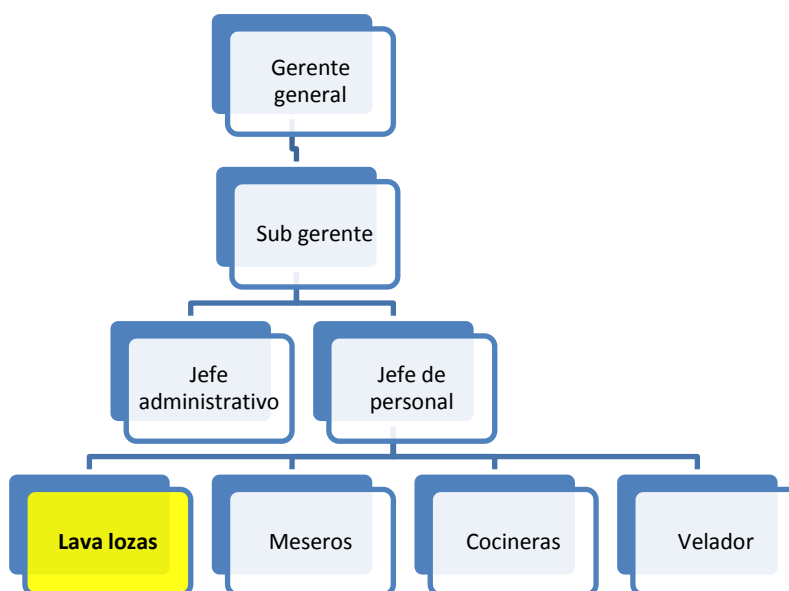 Gerente
general
Sub gerente
Jefe
administrativo
Jefe de
personal
Lava lozas
Meseros
Cocineras
Velador